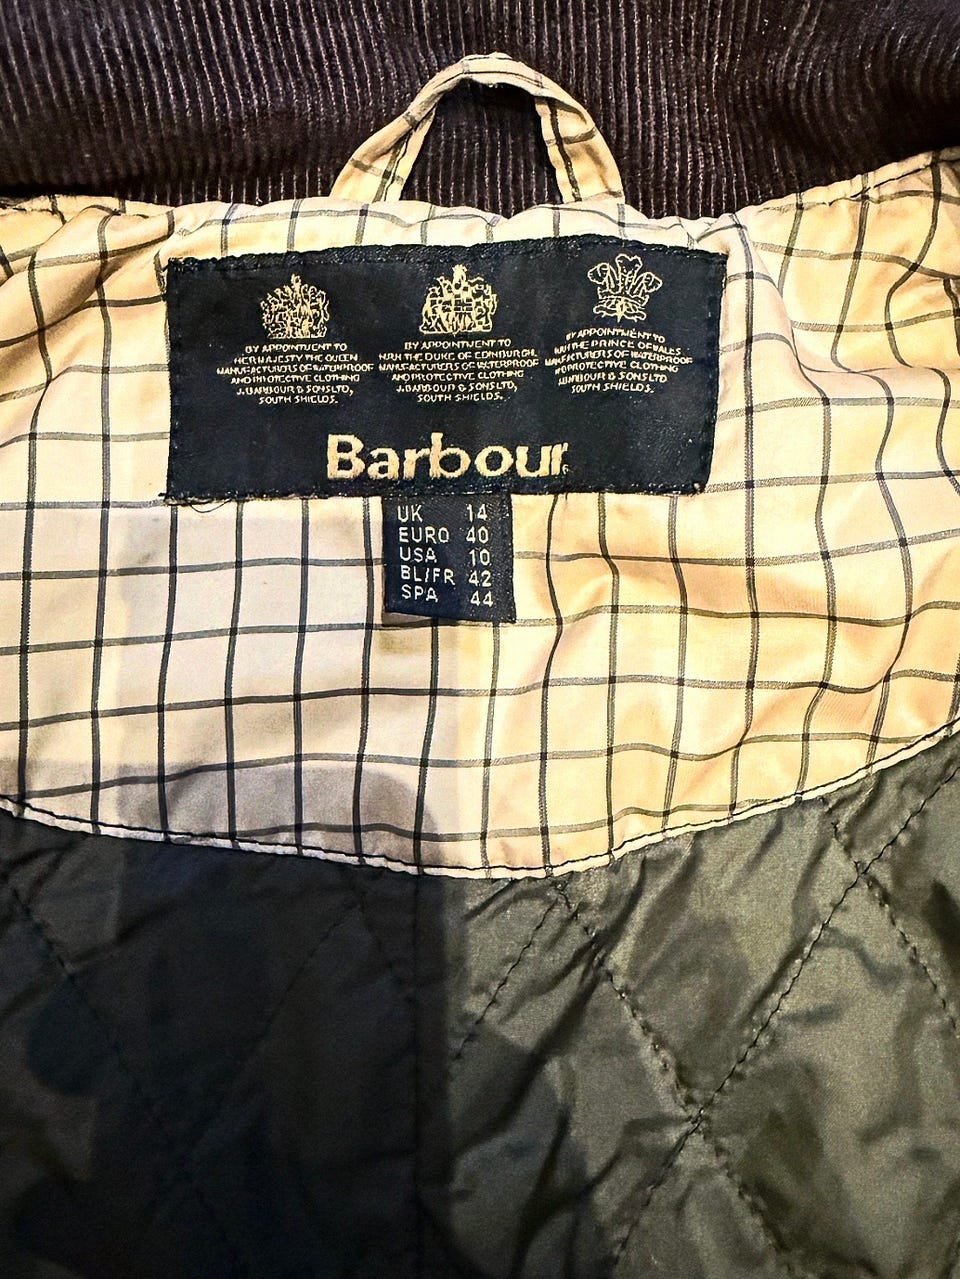 BY APPOINTMENT TO
HER MAJESTY THE QUEEN
MANUFACTURERS OF WATERPROOF
AND PROTECTIVE CLOTHING
J. BARBOUR & SONS LTD,
SOUTH SHIELDS.
BY APPOINTMENT TO
HRH THE DUKE OF EDINBURGH,
MANUFACTURERS OF WATERPROOF
AND PROTECTIVE CLOTHING
J. BARBOUR & SONS LTD,
SOUTH SHIELDS.
BY APPOINTMENT TO
HRH THE PRINCE OF WALES
MANUFACTURERS OF WATERPROOF
AND PROTECTIVE CLOTHING
J. BARBOUR & SONS LTD
SOUTH SHIELDS.
Barbour
UK 14
EURO 40
USA 10
BL/FR 42
SPA 44